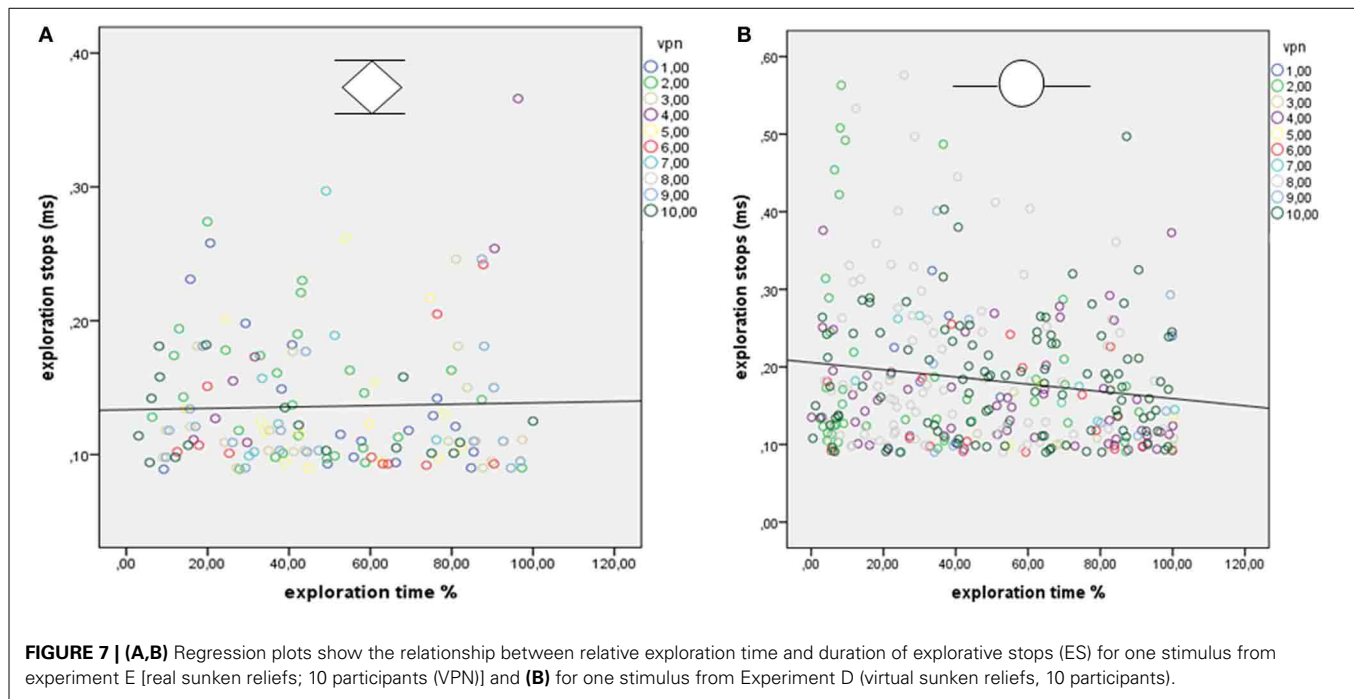 A
vpn
1,00
2,00
3,00
4,00
5,00
6,00
7,00
8,00
9,00
10,00
,40
,30
,20
,10
exploration stops (ms)
,00 20,00 40,00 60,00 80,00 100,00 120,00
exploration time %
B
vpn
1,00
2,00
3,00
4,00
5,00
6,00
7,00
8,00
9,00
10,00
,60
,50
,40
,30
,20
,10
,00
exploration stops (ms)
,00 20,00 40,00 60,00 80,00 100,00 120,00
exploration time %
FIGURE 7 | (A,B) Regression plots show the relationship between relative exploration time and duration of explorative stops (ES) for one stimulus from
experiment E [real sunken reliefs; 10 participants (VPN)] and (B) for one stimulus from Experiment D (virtual sunken reliefs, 10 participants).